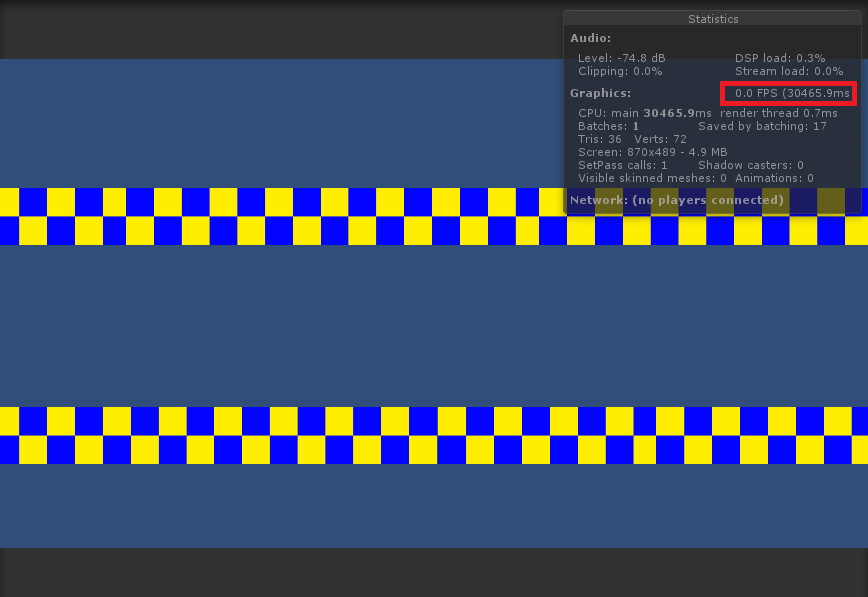 Statistics
Audio:
Level: -74.8 dB DSP load: 0.3%
Clipping: 0.0% Stream load: 0.0%
Graphics: 0.0 FPS (30465.9ms
CPU: main 30465.9ms render thread 0.7ms
Batches: 1 Saved by batching: 17
Tris: 36 Verts: 72
Screen: 870x489 - 4.9 MB
SetPass calls: 1 Shadow casters: 0
Visible skinned meshes: 0 Animations: 0
Network: (no players connected)